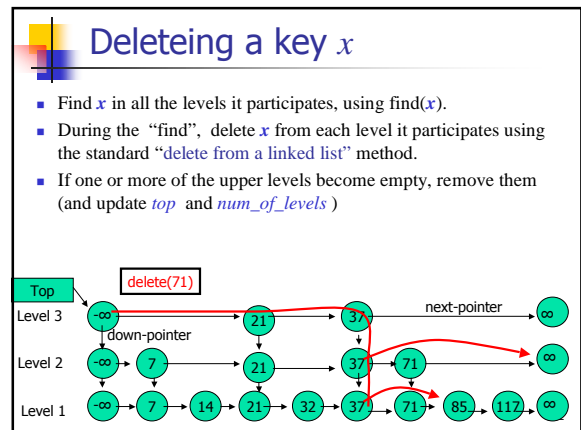 Deleteing a key x
Find x in all the levels it participates, using find(x).
During the “find”, delete x from each level it participates using
the standard “delete from a linked list” method.
If one or more of the upper levels become empty, remove them
(and update top and num_of_levels )
delete(71)
Top
Level 3
-∞
21
37
next-pointer
∞
down-pointer
Level 2
-∞
7
21
37
71
∞
Level 1
-∞
7
14
21
32
37
71
85
117
∞